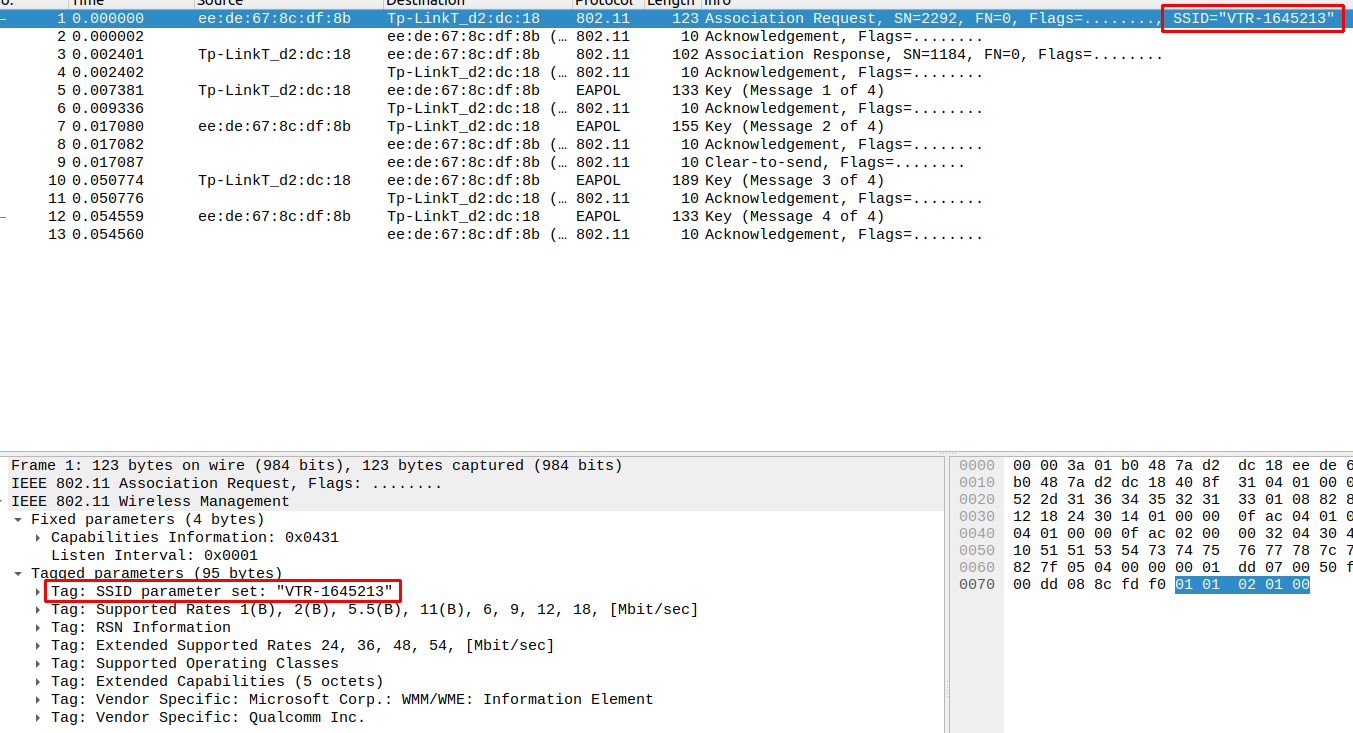 o. Time Source Destination Protocol Length Info
1 0.000000 ee:de:67:8c:df:8b Tp-LinkT_d2:dc:18 802.11 123 Association Request, SN=2292, FN=0, Flags=........, SSID="VTR-1645213"
2 0.000002 ee:de:67:8c:df:8b (… 802.11 10 Acknowledgement, Flags=........
3 0.002401 Tp-LinkT_d2:dc:18 ee:de:67:8c:df:8b 802.11 102 Association Response, SN=1184, FN=0, Flags=........
4 0.002402 Tp-LinkT_d2:dc:18 (… 802.11 10 Acknowledgement, Flags=........
5 0.007381 Tp-LinkT_d2:dc:18 ee:de:67:8c:df:8b EAPOL 133 Key (Message 1 of 4)
6 0.009336 Tp-LinkT_d2:dc:18 (… 802.11 10 Acknowledgement, Flags=........
7 0.017080 ee:de:67:8c:df:8b Tp-LinkT_d2:dc:18 EAPOL 155 Key (Message 2 of 4)
8 0.017082 ee:de:67:8c:df:8b (… 802.11 10 Acknowledgement, Flags=........
9 0.017087 ee:de:67:8c:df:8b (… 802.11 10 Clear-to-send, Flags=........
10 0.050774 Tp-LinkT_d2:dc:18 ee:de:67:8c:df:8b EAPOL 189 Key (Message 3 of 4)
11 0.050776 Tp-LinkT_d2:dc:18 (… 802.11 10 Acknowledgement, Flags=........
12 0.054559 ee:de:67:8c:df:8b Tp-LinkT_d2:dc:18 EAPOL 133 Key (Message 4 of 4)
13 0.054560 ee:de:67:8c:df:8b (… 802.11 10 Acknowledgement, Flags=........
Frame 1: 123 bytes on wire (984 bits), 123 bytes captured (984 bits)
IEEE 802.11 Association Request, Flags: ........
IEEE 802.11 Wireless Management
Fixed parameters (4 bytes)
Capabilities Information: 0x0431
Listen Interval: 0x0001
Tagged parameters (95 bytes)
Tag: SSID parameter set: "VTR-1645213"
Tag: Supported Rates 1(B), 2(B), 5.5(B), 11(B), 6, 9, 12, 18, [Mbit/sec]
Tag: RSN Information
Tag: Extended Supported Rates 24, 36, 48, 54, [Mbit/sec]
Tag: Supported Operating Classes
Tag: Extended Capabilities (5 octets)
Tag: Vendor Specific: Microsoft Corp.: WMM/WME: Information Element
Tag: Vendor Specific: Qualcomm Inc.
0000 00 00 3a 01 b0 48 7a d2 dc 18 ee de 6
0010 b0 48 7a d2 dc 18 40 8f 31 04 01 00 0
0020 52 2d 31 36 34 35 32 31 33 01 08 82 8
0030 12 18 24 30 14 01 00 00 0f ac 04 01 0
0040 04 01 00 00 0f ac 02 00 00 32 04 30 4
0050 10 51 51 53 54 73 74 75 76 77 78 7c 7
0060 82 7f 05 04 00 00 00 01 dd 07 00 50 f
0070 00 dd 08 8c fd f0 01 01 02 01 00